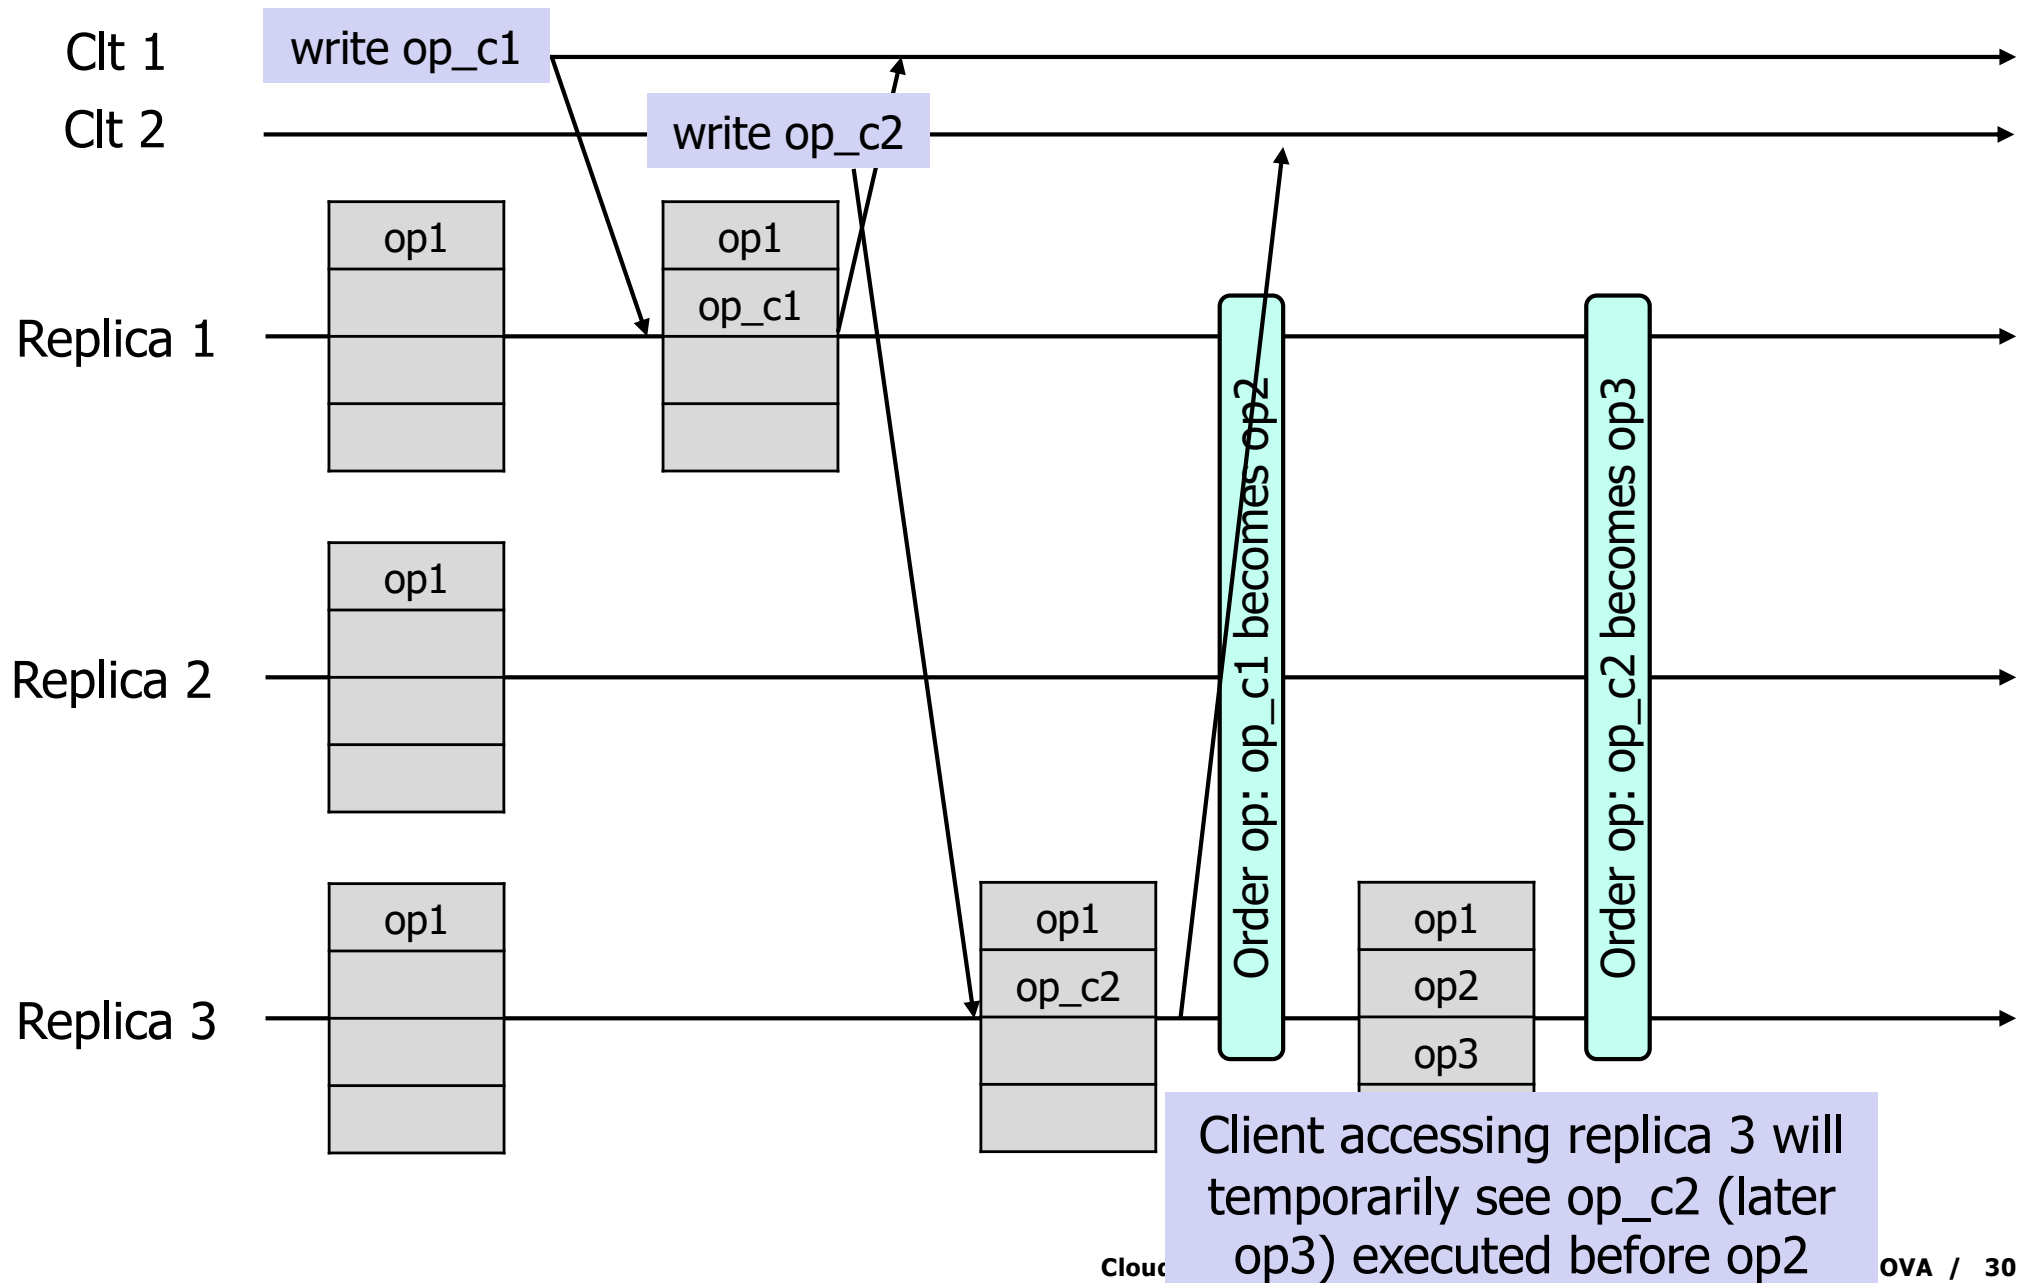 Clt 1
write op_c1
Clt 2
write op_c2
op1
op1
op_c1
Replica 1
op1
Replica 2
op1
op1
op_c2
op1
op2
op3
Replica 3
Order op: op_c1 becomes op2
Order op: op_c2 becomes op3
Client accessing replica 3 will
temporarily see op_c2 (later
op3) executed before op2
OVA / 30